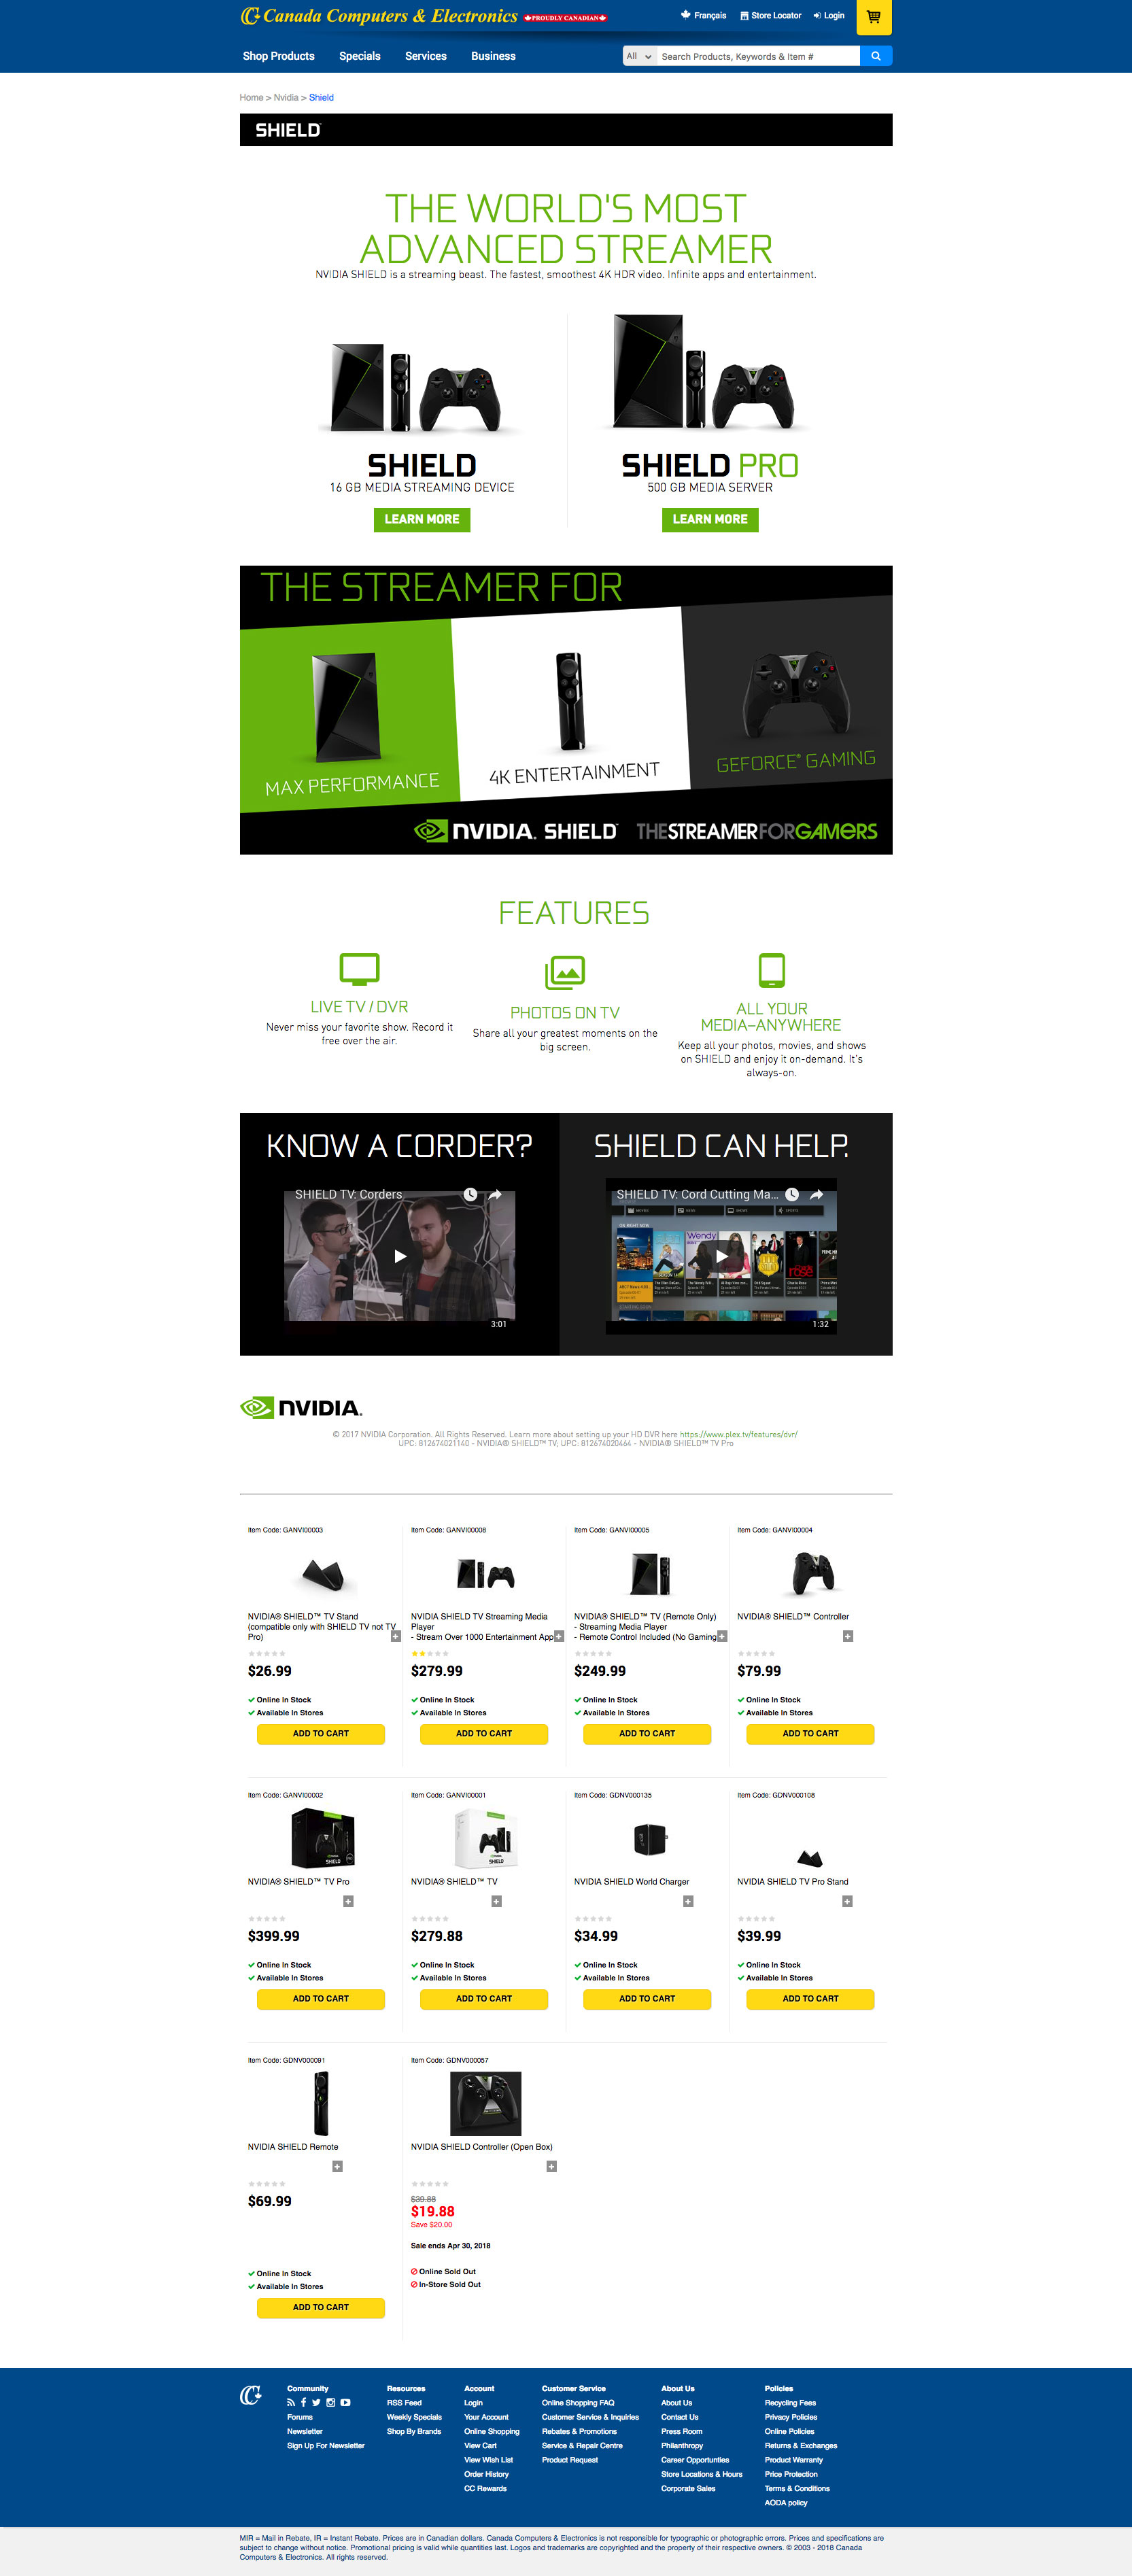 Canada Computers & Electronics PROUDLY CANADIAN
Français Store Locator Login
Shop Products Specials Services Business
All Search Products, Keywords & Item #
Home > Nvidia > Shield
SHIELD
THE WORLD'S MOST
ADVANCED STREAMER
NVIDIA SHIELD is a streaming beast. The fastest, smoothest 4K HDR video. Infinite apps and entertainment.
SHIELD
16 GB MEDIA STREAMING DEVICE
LEARN MORE
SHIELD PRO
500 GB MEDIA SERVER
LEARN MORE
THE STREAMER FOR
MAX PERFORMANCE
4K ENTERTAINMENT
GEFORCE® GAMING
NVIDIA. SHIELD™ THESTREAMERFORGAMERS
FEATURES
LIVE TV / DVR
Never miss your favorite show. Record it
free over the air.
PHOTOS ON TV
Share all your greatest moments on the
big screen.
ALL YOUR
MEDIA–ANYWHERE
Keep all your photos, movies, and shows
on SHIELD and enjoy it on-demand. It's
always-on.
KNOW A CORDER?
SHIELD TV: Corders
3:01
SHIELD CAN HELP.
SHIELD TV: Cord Cutting Ma...
ON RIGHT NOW
Wendy
1:32
NVIDIA.
© 2017 NVIDIA Corporation. All Rights Reserved. Learn more about setting up your HD DVR here https://www.plex.tv/features/dvr/
UPC: 812674021140 - NVIDIA® SHIELD™ TV; UPC: 812674020464 - NVIDIA® SHIELD™ TV Pro
Item Code: GANVI00003
NVIDIA® SHIELD™ TV Stand
(compatible only with SHIELD TV not TV
Pro)
$26.99
Online In Stock
Available In Stores
ADD TO CART
Item Code: GANVI00008
NVIDIA SHIELD TV Streaming Media
Player
- Stream Over 1000 Entertainment App
$279.99
Online In Stock
Available In Stores
ADD TO CART
Item Code: GANVI00005
NVIDIA® SHIELD™ TV (Remote Only)
- Streaming Media Player
- Remote Control Included (No Gaming
$249.99
Online In Stock
Available In Stores
ADD TO CART
Item Code: GANVI00004
NVIDIA® SHIELD™ Controller
$79.99
Online In Stock
Available In Stores
ADD TO CART
Item Code: GANVI00002
SHIELD
NVIDIA® SHIELD™ TV Pro
$399.99
Online In Stock
Available In Stores
ADD TO CART
Item Code: GANVI00001
SHIELD
NVIDIA® SHIELD™ TV
$279.88
Online In Stock
Available In Stores
ADD TO CART
Item Code: GDNV000135
NVIDIA SHIELD World Charger
$34.99
Online In Stock
Available In Stores
ADD TO CART
Item Code: GDNV000108
NVIDIA SHIELD TV Pro Stand
$39.99
Online In Stock
Available In Stores
ADD TO CART
Item Code: GDNV000091
NVIDIA SHIELD Remote
$69.99
Online In Stock
Available In Stores
ADD TO CART
Item Code: GDNV000057
NVIDIA SHIELD Controller (Open Box)
$39.88
$19.88
Save $20.00
Sale ends Apr 30, 2018
Online Sold Out
In-Store Sold Out
Community
Forums
Newsletter
Sign Up For Newsletter
Resources
RSS Feed
Weekly Specials
Shop By Brands
Account
Login
Your Account
Online Shopping
View Cart
View Wish List
Order History
CC Rewards
Customer Service
Online Shopping FAQ
Customer Service & Inquiries
Rebates & Promotions
Service & Repair Centre
Product Request
About Us
About Us
Contact Us
Press Room
Philanthropy
Career Opportunties
Store Locations & Hours
Corporate Sales
Policies
Recycling Fees
Privacy Policies
Online Policies
Returns & Exchanges
Product Warranty
Price Protection
Terms & Conditions
AODA policy
MIR = Mail in Rebate, IR = Instant Rebate. Prices are in Canadian dollars. Canada Computers & Electronics is not responsible for typographic or photographic errors. Prices and specifications are
subject to change without notice. Promotional pricing is valid while quantities last. Logos and trademarks are copyrighted and the property of their respective owners. © 2003 - 2018 Canada
Computers & Electronics. All rights reserved.